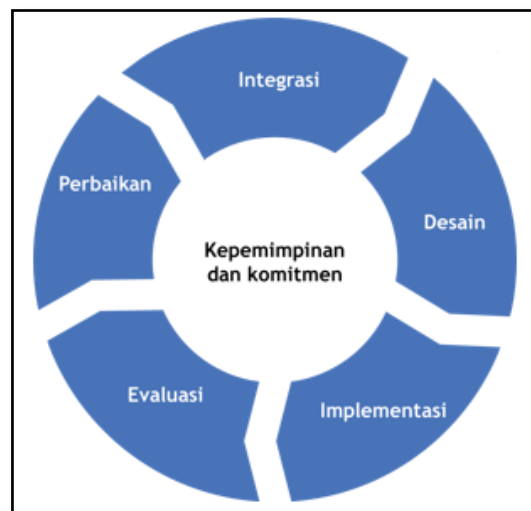 Integrasi
Perbaikan
Desain
Kepemimpinan
dan komitmen
Evaluasi
Implementasi